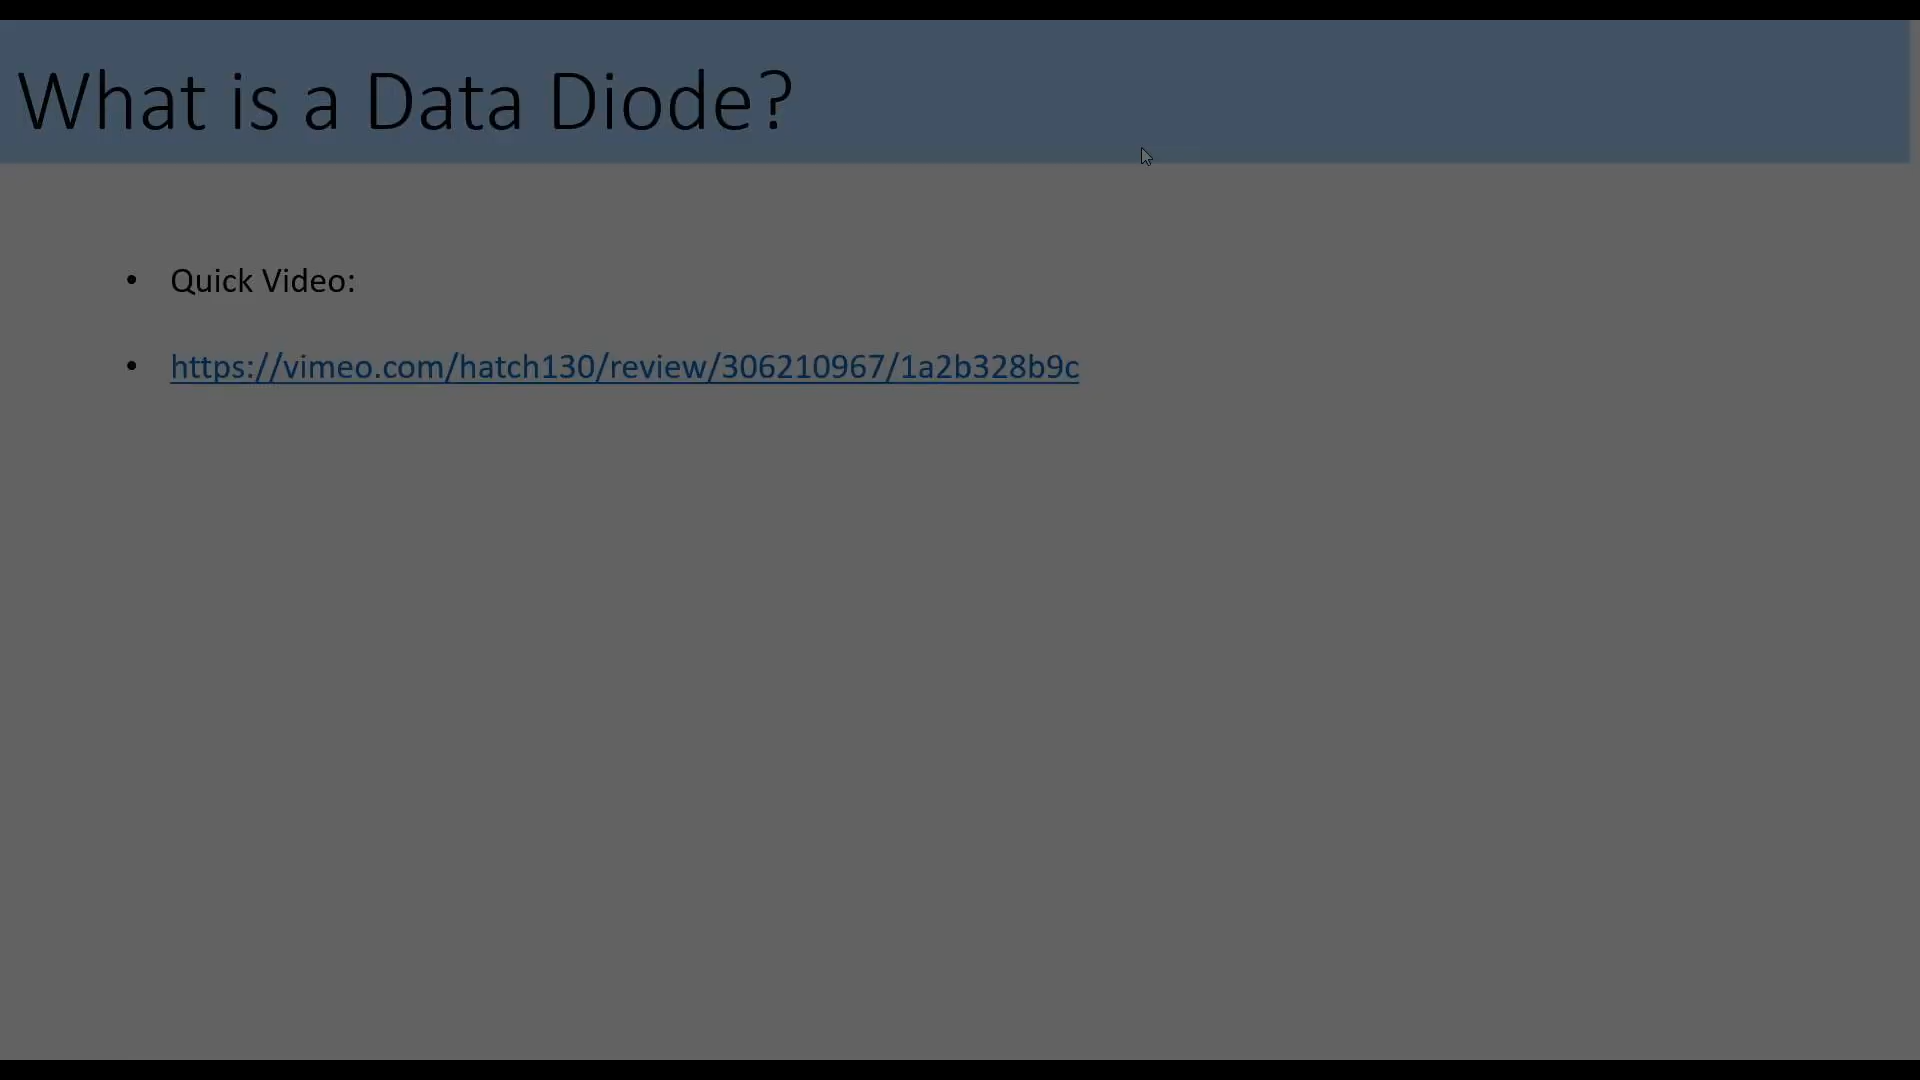 What is a Data Diode?
• Quick Video:
• https://vimeo.com/hatch130/review/306210967/1a2b328b9c